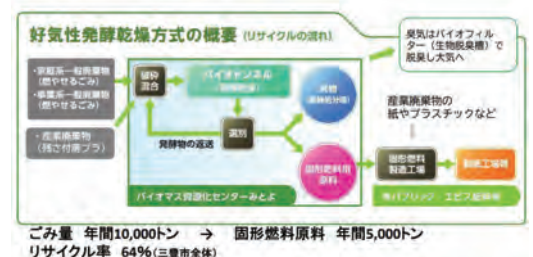 好気性発酵乾燥方式の概要 (リサイクルの流れ)
臭気はバイオフィル
ター（生物脱臭槽）で
脱臭し大気へ
・家庭系一般廃棄物
（燃やせるごみ）
・事業系一般廃棄物
（燃やせるごみ）
・産業廃棄物
（残さ付廃プラ）
破砕
混合
バイオトンネル
選別
発酵物の返送
固形燃料用
原料
バイオマス資源化センターみとよ
産業廃棄物の
紙やプラスチックなど
固形燃料
製造工場
製紙工場等
ごみ量 年間10,000トン → 固形燃料原料 年間5,000トン
リサイクル率 64%(三豊市全体)